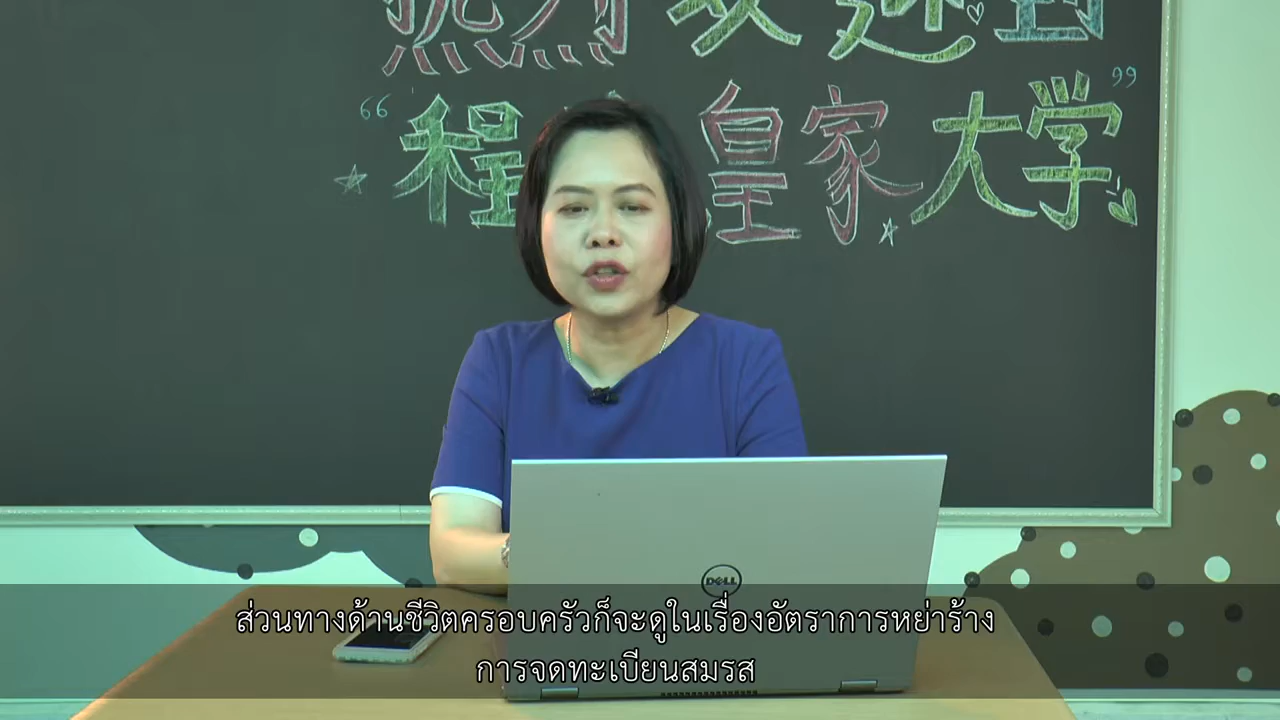 热烈欢迎到
“程 皇家大学”
DELL
ส่วนทางด้านชีวิตครอบครัวก็จะดูในเรื่องอัตราการหย่าร้าง
การจดทะเบียนสมรส